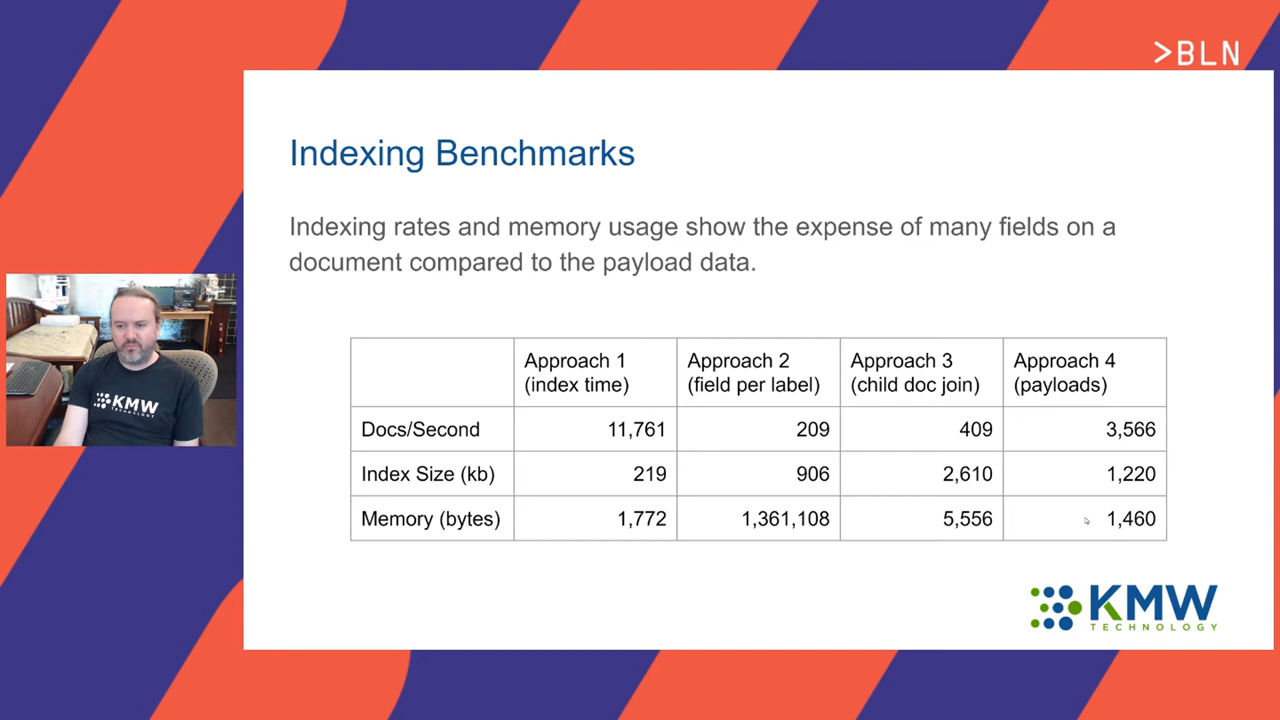 >BLN
Indexing Benchmarks
Indexing rates and memory usage show the expense of many fields on a
document compared to the payload data.
Approach 1 Approach 2 Approach 3 Approach 4
(index time) (field per label) (child doc join) (payloads)
Docs/Second 11,761 209 409 3,566
Index Size (kb) 219 906 2,610 1,220
Memory (bytes) 1,772 1,361,108 5,556 1,460
KMW
TECHNOLOGY
KMW
TECHNOLOGY